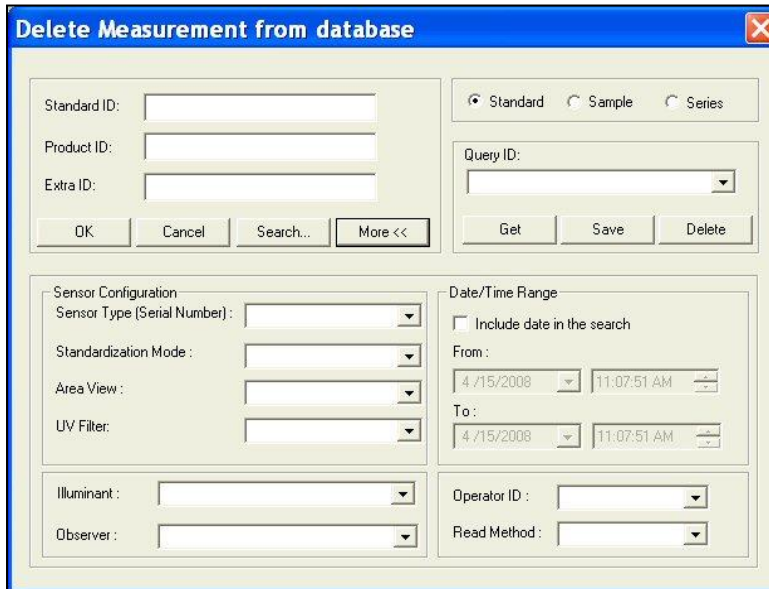 Delete Measurement from database
Standard ID:
Product ID:
Extra ID:
OK Cancel Search... More <<
Standard Sample Series
Query ID:
Get Save Delete
Sensor Configuration
Sensor Type (Serial Number) :
Standardization Mode :
Area View :
UV Filter:
Date/Time Range
Include date in the search
From :
4 /15/2008 11:07:51 AM
To :
4 /15/2008 11:07:51 AM
Illuminant :
Observer :
Operator ID :
Read Method :